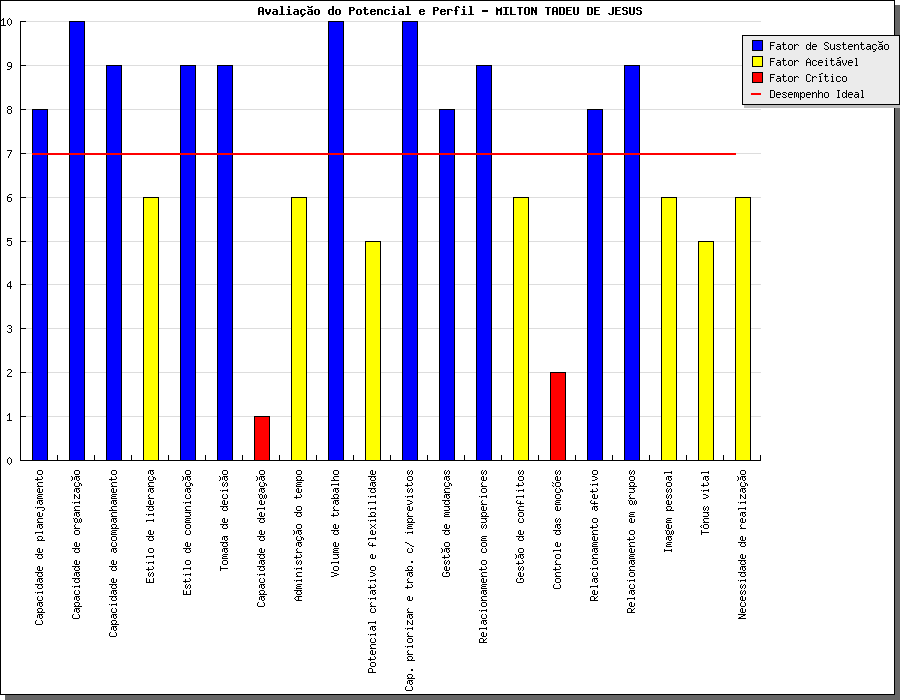 Avaliação do Potencial e Perfil - MILTON TADEU DE JESUS
Fator de Sustentação
Fator Aceitável
Fator Crítico
Desempenho Ideal
10
9
8
7
6
5
4
3
2
1
0
Capacidade de planejamento
Capacidade de organização
Capacidade de acompanhamento
Estilo de liderança
Estilo de comunicação
Tomada de decisão
Capacidade de delegação
Administração do tempo
Volume de trabalho
Potencial criativo e flexibilidade
Cap. priorizar e trab. c/ imprevistos
Gestão de mudanças
Relacionamento com superiores
Gestão de conflitos
Controle das emoções
Relacionamento afetivo
Relacionamento em grupos
Imagem pessoal
Tônus vital
Necessidade de realização